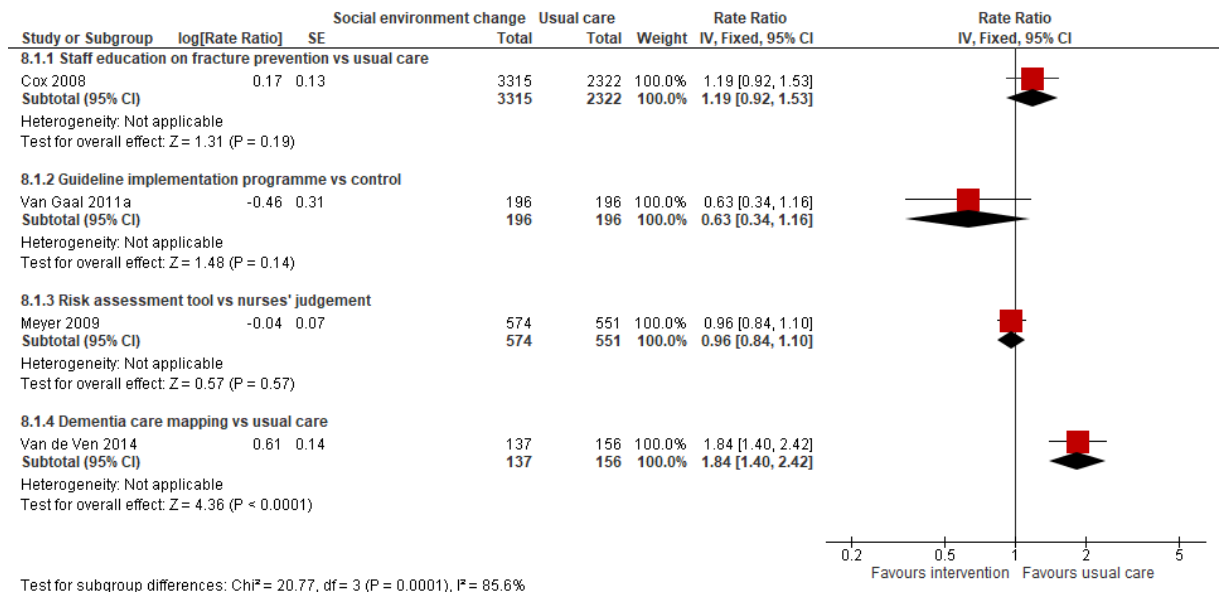 Social environment change Usual care Rate Ratio Rate Ratio
Study or Subgroup log[Rate Ratio] SE Total Total Weight IV, Fixed, 95% CI IV, Fixed, 95% CI
8.1.1 Staff education on fracture prevention vs usual care
Cox 2008 0.17 0.13 3315 2322 100.0% 1.19 [0.92, 1.53]
Subtotal (95% CI) 3315 2322 100.0% 1.19 [0.92, 1.53]
Heterogeneity: Not applicable
Test for overall effect: Z = 1.31 (P = 0.19)
8.1.2 Guideline implementation programme vs control
Van Gaal 2011a -0.46 0.31 196 196 100.0% 0.63 [0.34, 1.16]
Subtotal (95% CI) 196 196 100.0% 0.63 [0.34, 1.16]
Heterogeneity: Not applicable
Test for overall effect: Z = 1.48 (P = 0.14)
8.1.3 Risk assessment tool vs nurses' judgement
Meyer 2009 -0.04 0.07 574 551 100.0% 0.96 [0.84, 1.10]
Subtotal (95% CI) 574 551 100.0% 0.96 [0.84, 1.10]
Heterogeneity: Not applicable
Test for overall effect: Z = 0.57 (P = 0.57)
8.1.4 Dementia care mapping vs usual care
Van de Ven 2014 0.61 0.14 137 156 100.0% 1.84 [1.40, 2.42]
Subtotal (95% CI) 137 156 100.0% 1.84 [1.40, 2.42]
Heterogeneity: Not applicable
Test for overall effect: Z = 4.36 (P < 0.0001)
0.2 0.5 1 2 5
Favours intervention Favours usual care
Test for subgroup differences: Chi² = 20.77, df = 3 (P = 0.0001), I² = 85.6%